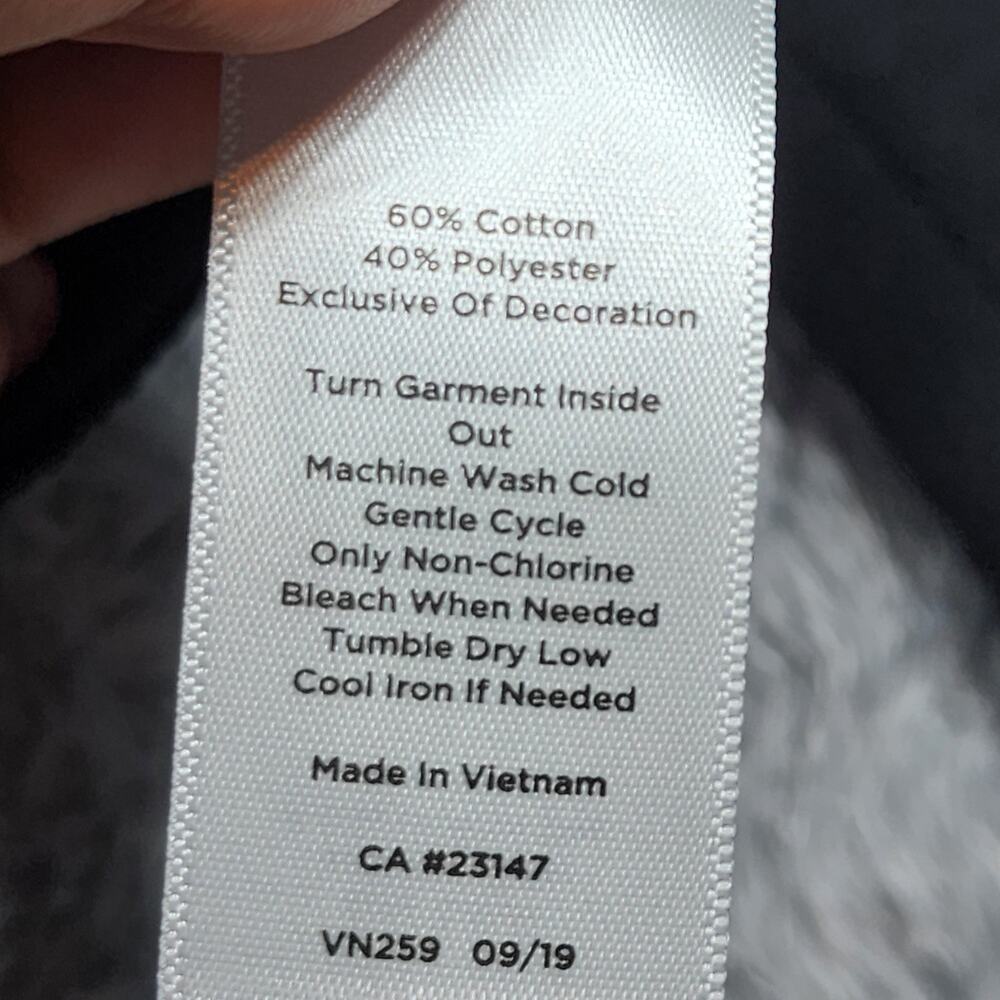 60% Cotton
40% Polyester
Exclusive Of Decoration
Turn Garment Inside
Out
Machine Wash Cold
Gentle Cycle
Only Non-Chlorine
Bleach When Needed
Tumble Dry Low
Cool Iron If Needed
Made In Vietnam
CA #23147
VN259 09/19